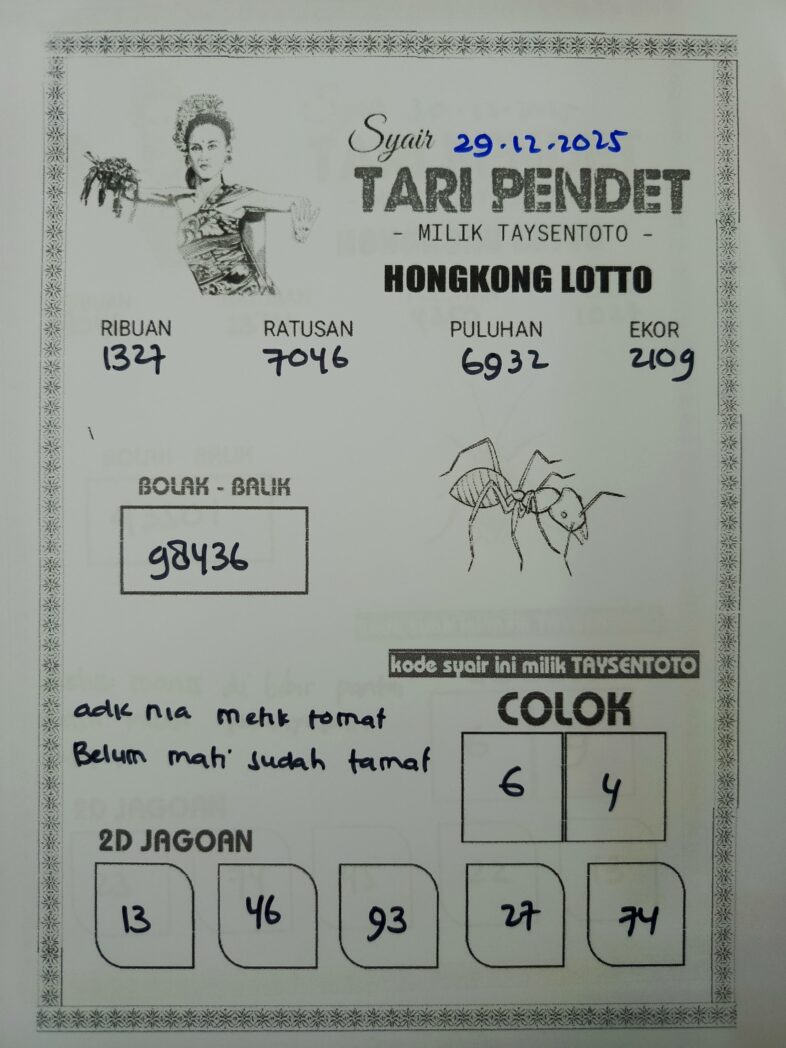 Syair 29.12.2025
TARI PENDET
- MILIK TAYSENTOTO -
HONGKONG LOTTO
RIBUAN RATUSAN PULUHAN EKOR
1327 7046 6932 2109
BOLAK - BALIK
98436
kode syair ini milik TAYSENTOTO
COLOK
6 4
adik nia metik tomat
Belum mati sudah tamat
2D JAGOAN
13 46 93 27 74